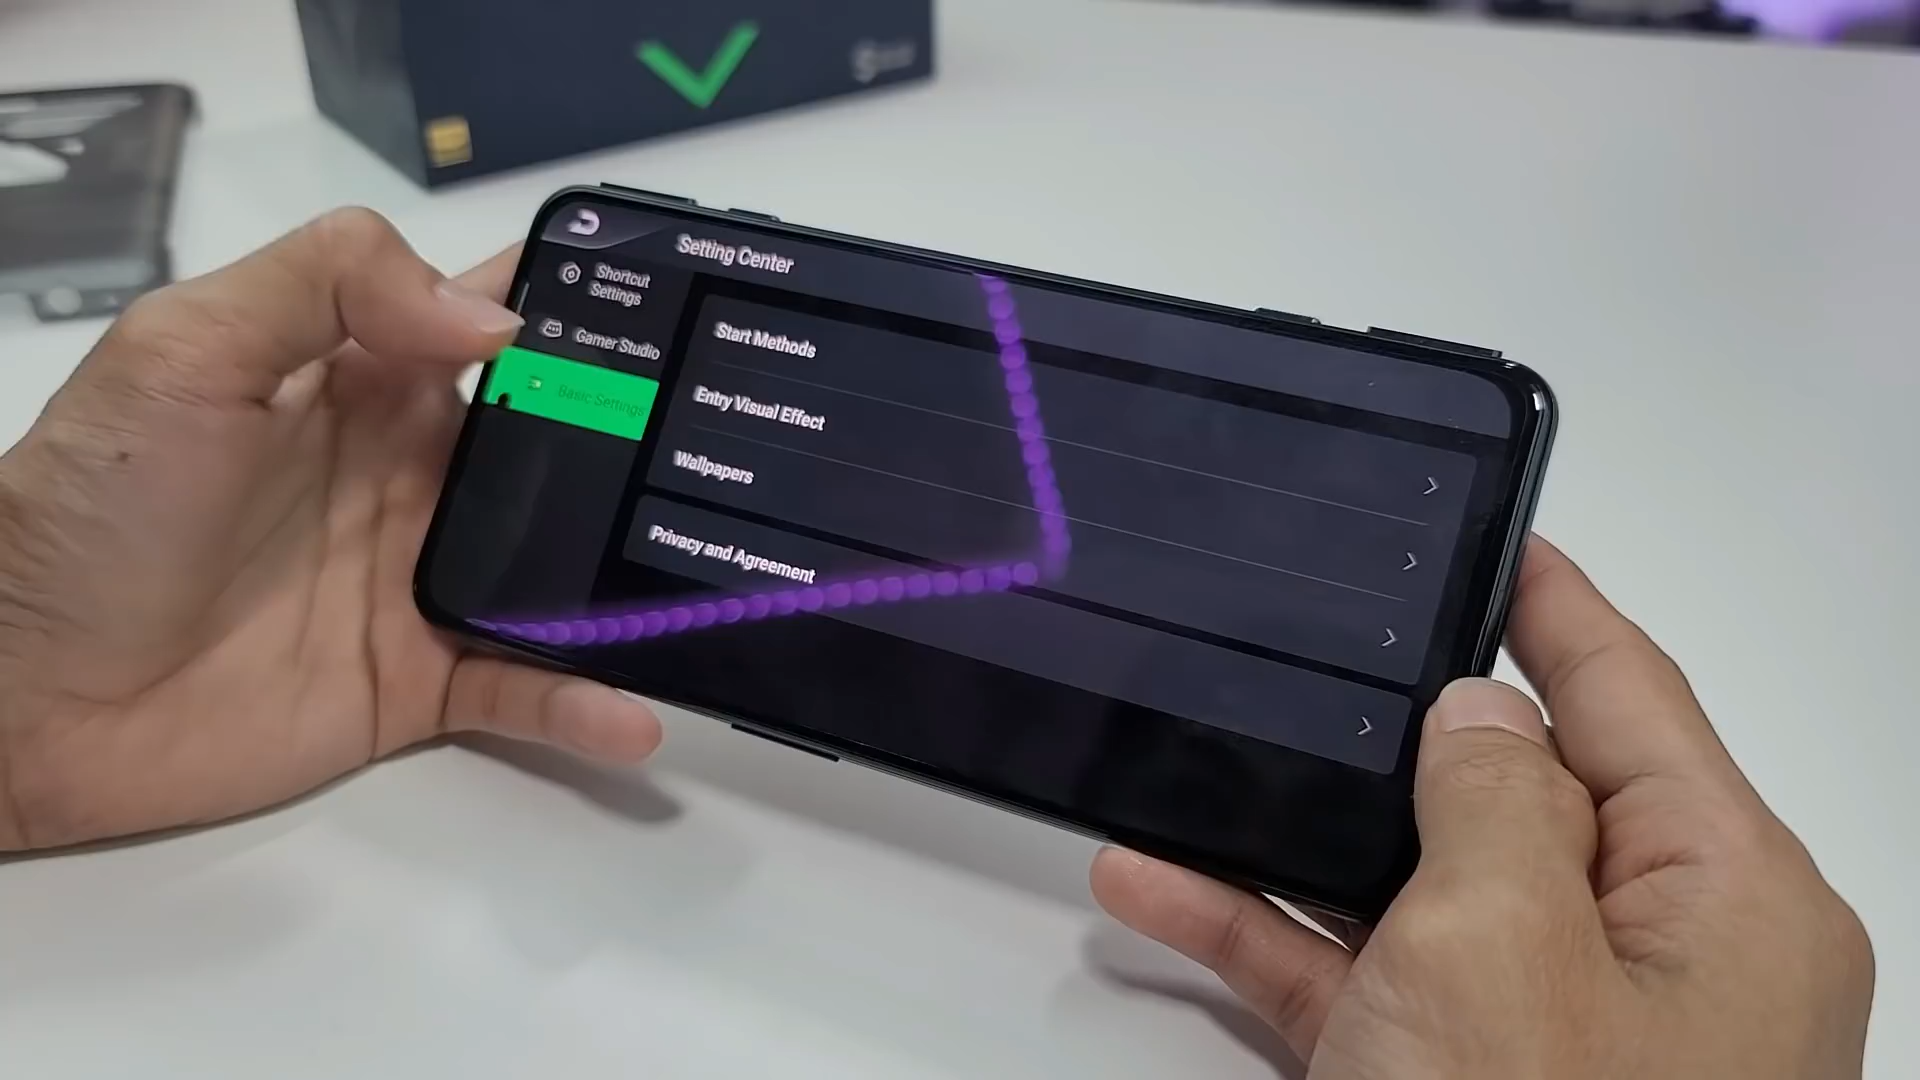 Setting Center
Shortcut
Settings
Gamer Studio
Basic Settings
Start Methods
Entry Visual Effect
Wallpapers
Privacy and Agreement